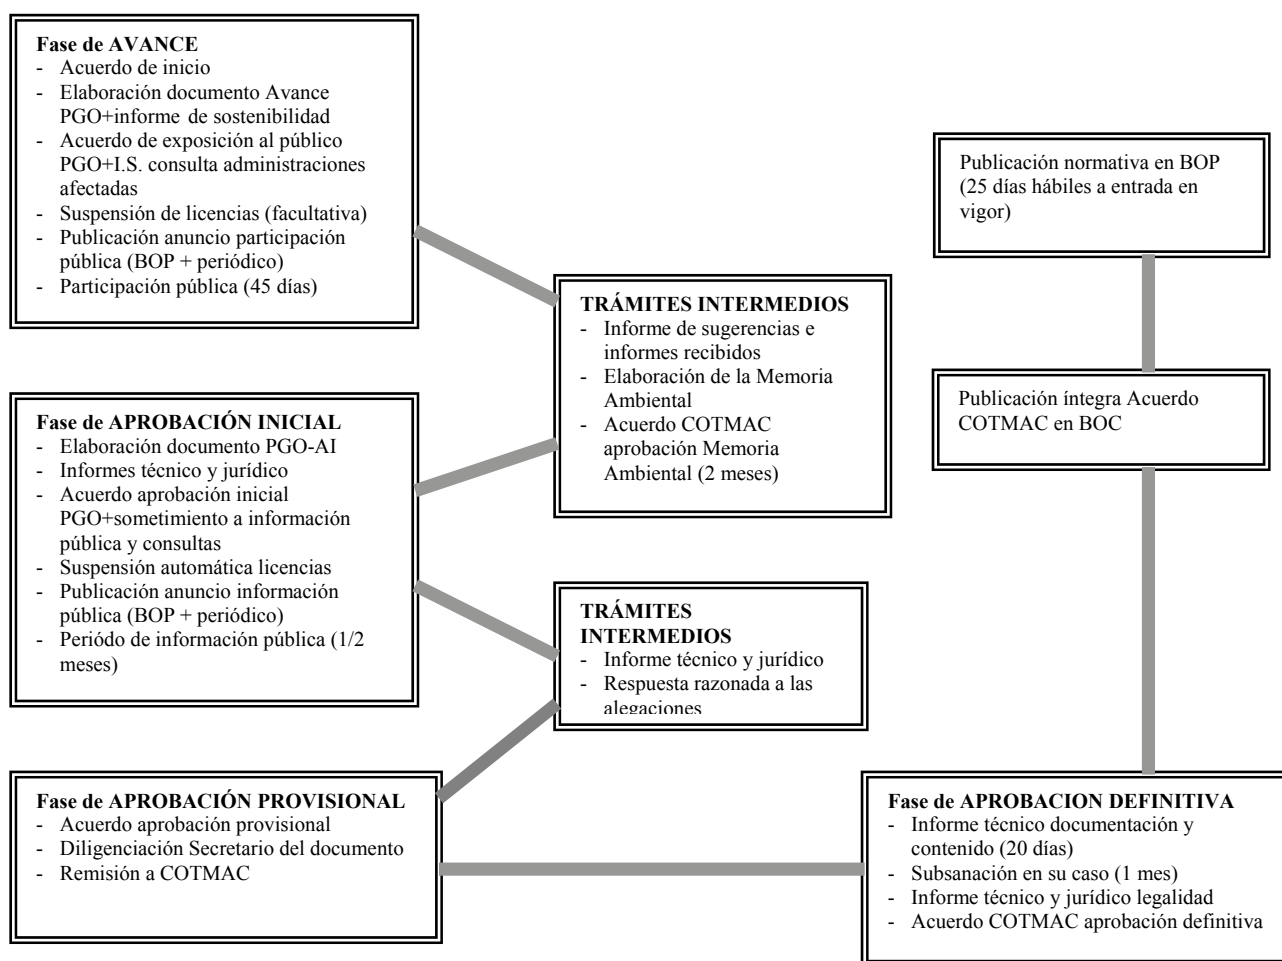 Fase de AVANCE
- Acuerdo de inicio
- Elaboración documento Avance
PGO+informe de sostenibilidad
- Acuerdo de exposición al público
PGO+I.S. consulta administraciones
afectadas
- Suspensión de licencias (facultativa)
- Publicación anuncio participación
pública (BOP + periódico)
- Participación pública (45 días)
TRÁMITES INTERMEDIOS
- Informe de sugerencias e
informes recibidos
- Elaboración de la Memoria
Ambiental
- Acuerdo COTMAC
aprobación Memoria
Ambiental (2 meses)
Fase de APROBACIÓN INICIAL
- Elaboración documento PGO-AI
- Informes técnico y jurídico
- Acuerdo aprobación inicial
PGO+sometimiento a información
pública y consultas
- Suspensión automática licencias
- Publicación anuncio información
pública (BOP + periódico)
- Periódo de información pública (1/2
meses)
TRÁMITES
INTERMEDIOS
- Informe técnico y jurídico
- Respuesta razonada a las
alegaciones
Fase de APROBACIÓN PROVISIONAL
- Acuerdo aprobación provisional
- Diligenciación Secretario del documento
- Remisión a COTMAC
Fase de APROBACION DEFINITIVA
- Informe técnico documentación y
contenido (20 días)
- Subsanación en su caso (1 mes)
- Informe técnico y jurídico legalidad
- Acuerdo COTMAC aprobación definitiva
Publicación íntegra Acuerdo
COTMAC en BOC
Publicación normativa en BOP
(25 días hábiles a entrada en
vigor)